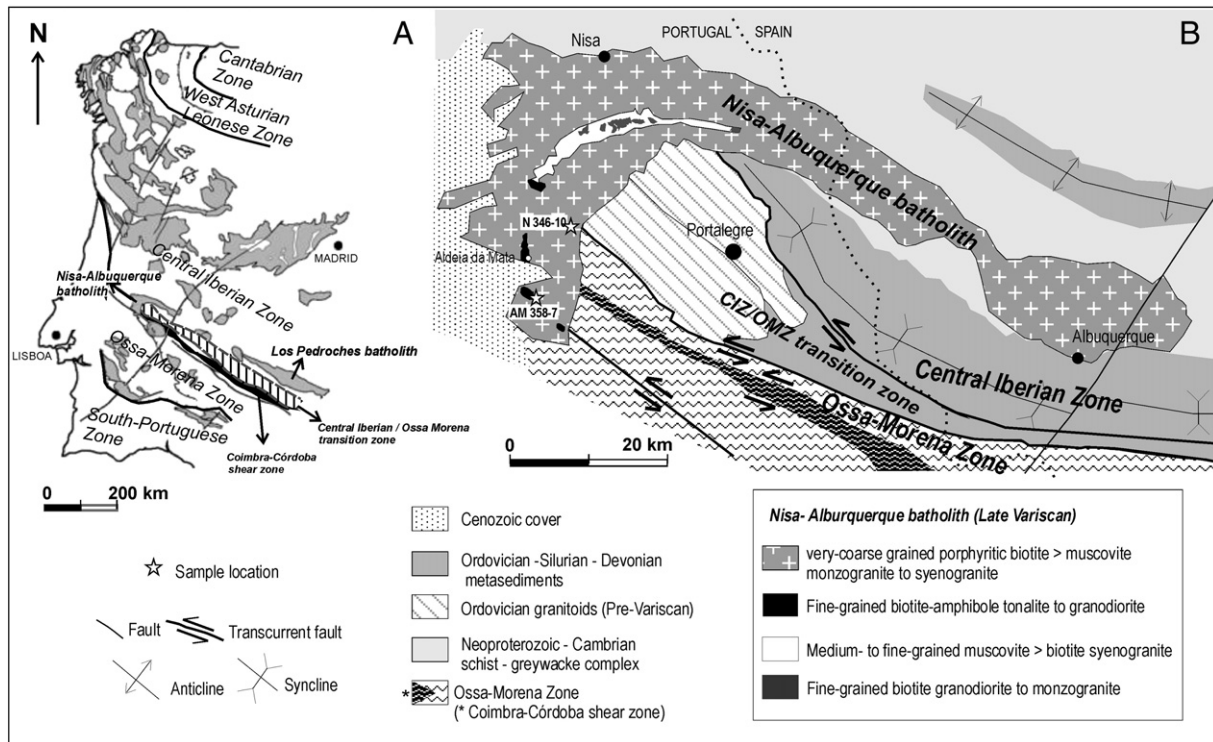 N
A
Cantabrian
Zone
West Asturian
Leonese Zone
Central Iberian Zone
MADRID
Nisa-Albuquerque
batholith
LISBOA
Ossa-Morena Zone
Los Pedroches batholith
South-Portuguese
Zone
Central Iberian / Ossa Morena
transition zone
Coimbra-Córdoba
shear zone
0 200 km
B
PORTUGAL SPAIN
Nisa
Nisa-Albuquerque batholith
N 346-10
Aldeia da Mata
Portalegre
AM 358-7
CIZ/OMZ transition zone
Albuquerque
Central Iberian Zone
Ossa-Morena Zone
0 20 km
Sample location
Fault
Transcurrent fault
Anticline
Syncline
Cenozoic cover
Ordovician -Silurian - Devonian
metasediments
Ordovician granitoids (Pre-Variscan)
Neoproterozoic - Cambrian
schist - greywacke complex
* Ossa-Morena Zone
(* Coimbra-Córdoba shear zone)
Nisa- Alburquerque batholith (Late Variscan)
very-coarse grained porphyritic biotite > muscovite
monzogranite to syenogranite
Fine-grained biotite-amphibole tonalite to granodiorite
Medium- to fine-grained muscovite > biotite syenogranite
Fine-grained biotite granodiorite to monzogranite